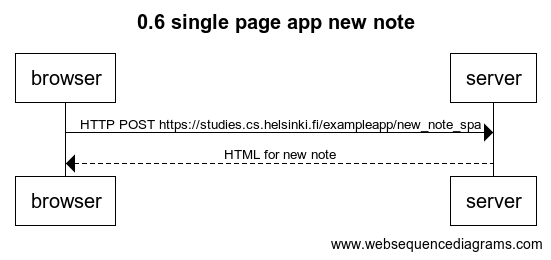 0.6 single page app new note
browser server
HTTP POST https://studies.cs.helsinki.fi/exampleapp/new_note_spa
HTML for new note
browser server
www.websequencediagrams.com